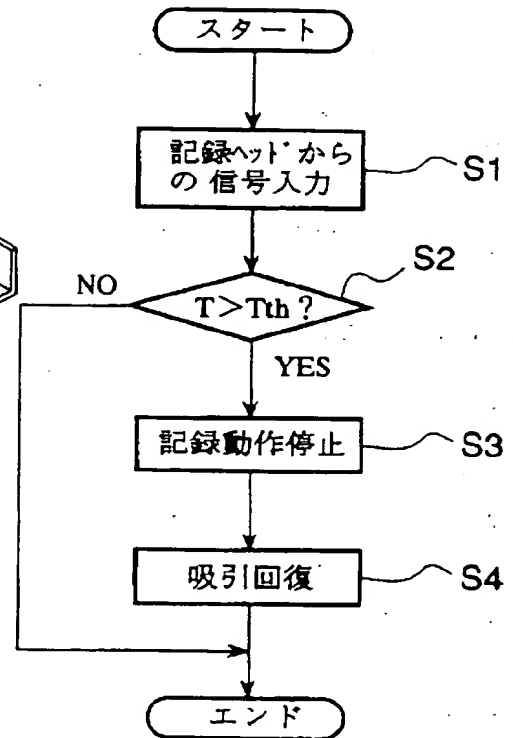 スタート
記録ヘッドから
の信号入力
S1
S2
NO
T>Tth?
YES
記録動作停止
S3
吸引回復
S4
エンド